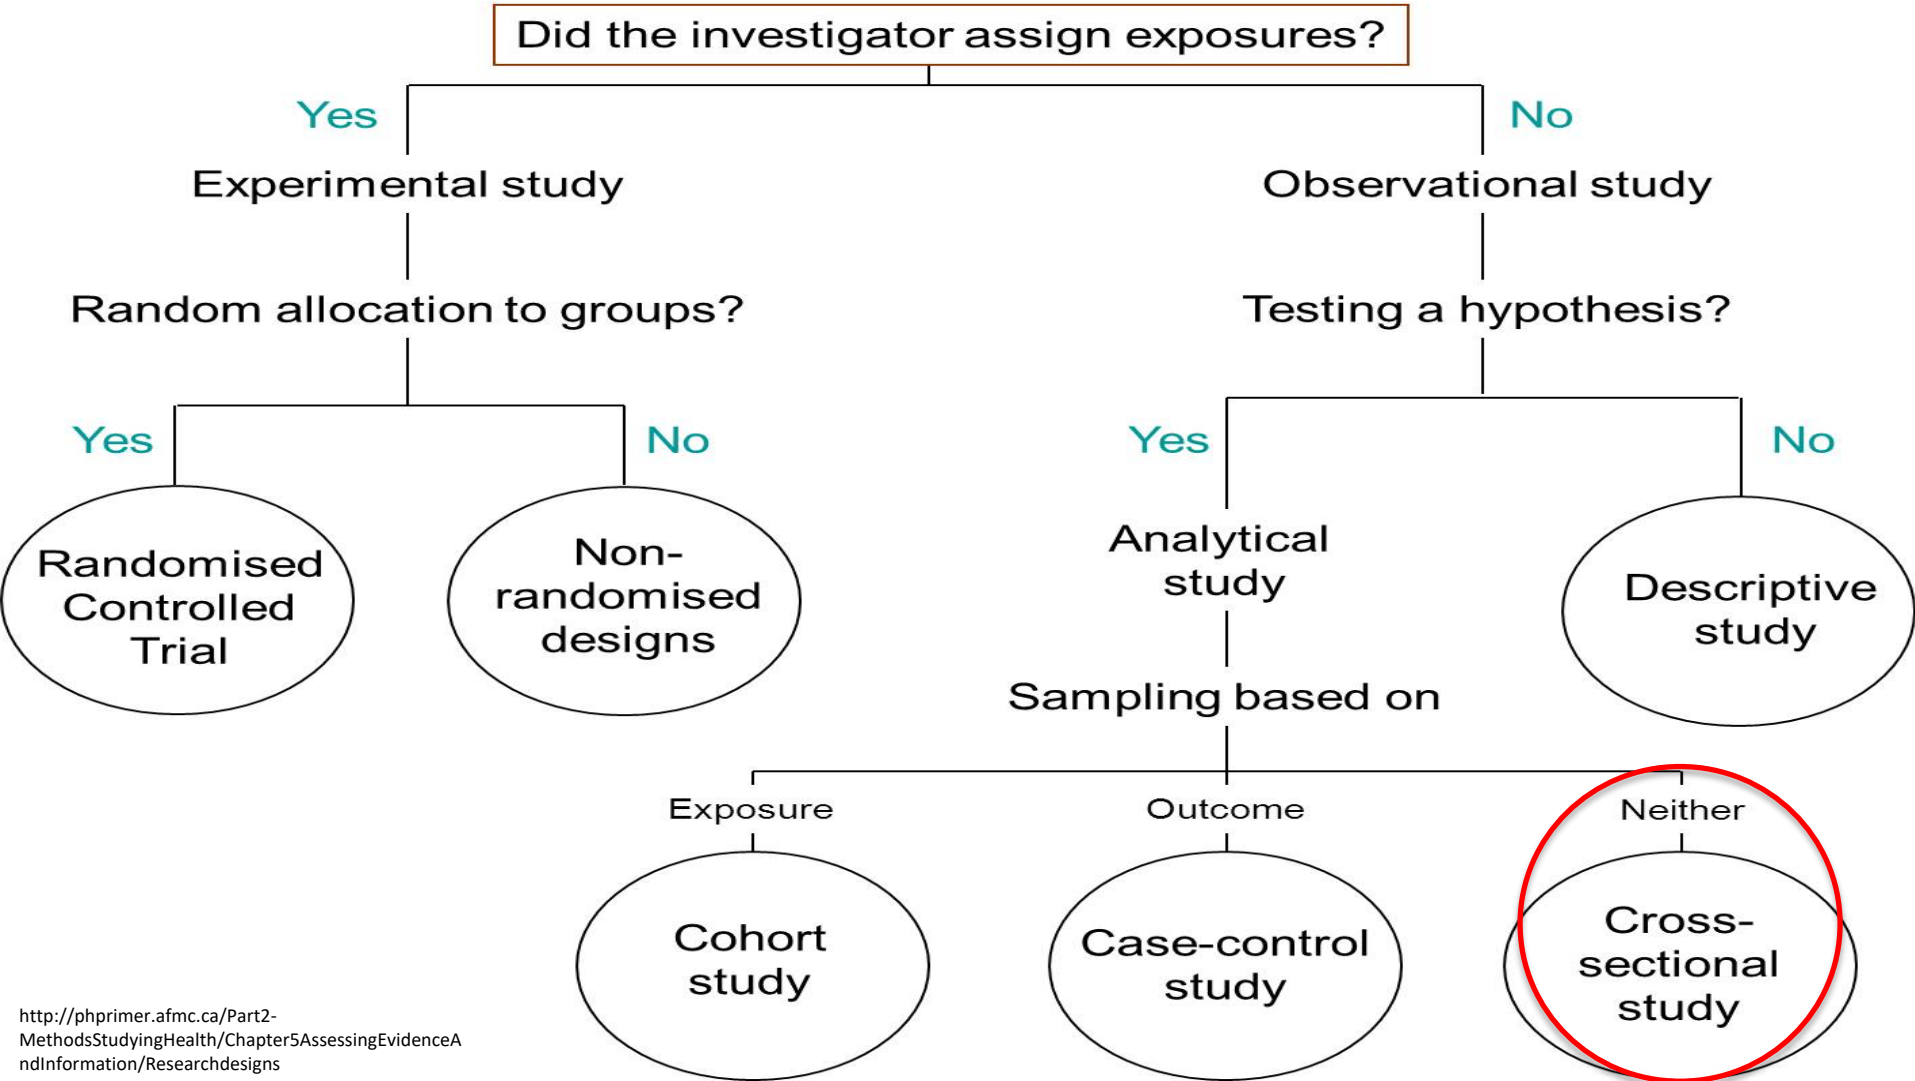 Did the investigator assign exposures?
Yes
No
Experimental study
Observational study
Random allocation to groups?
Testing a hypothesis?
Yes
No
Yes
No
Randomised
Controlled
Trial
Non-
randomised
designs
Analytical
study
Descriptive
study
Sampling based on
Exposure
Outcome
Neither
Cohort
study
Case-control
study
Cross-
sectional
study
http://phprimer.afmc.ca/Part2-
MethodsStudyingHealth/Chapter5AssessingEvidenceA
ndInformation/Researchdesigns